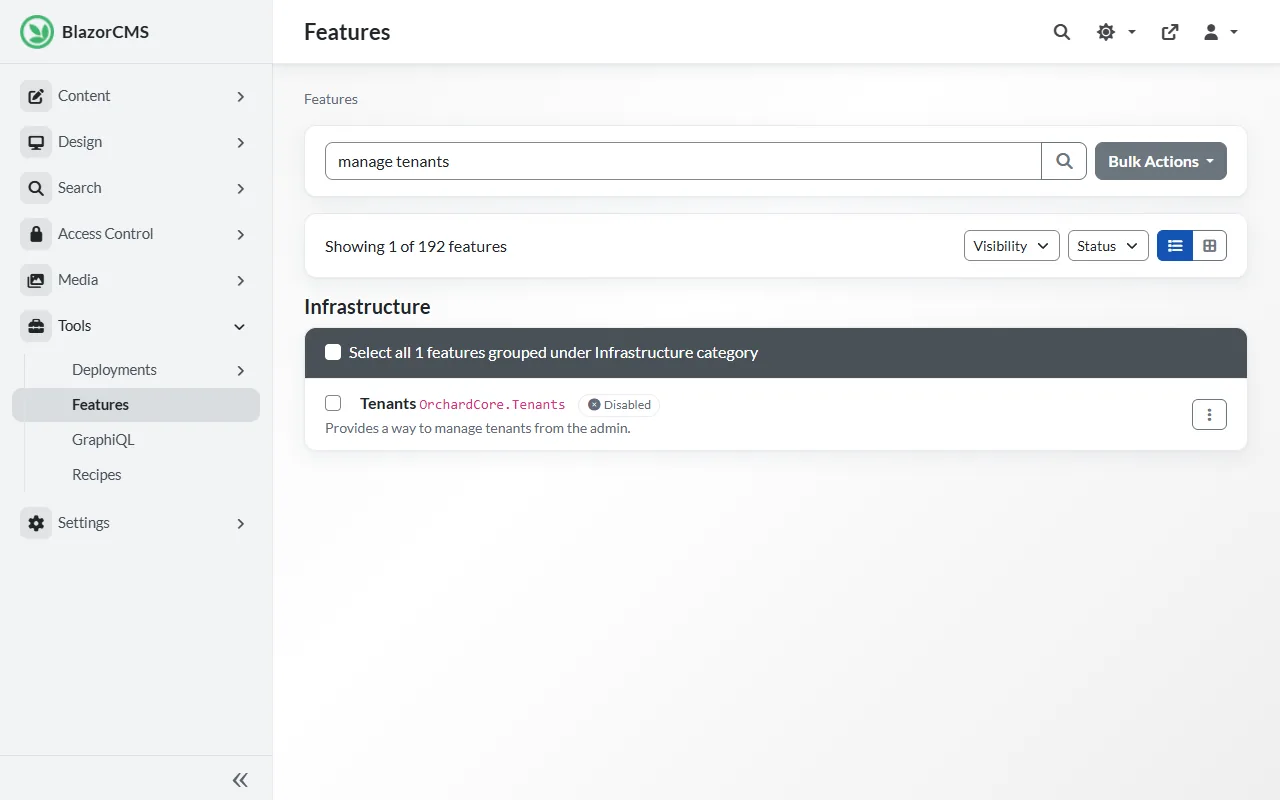 BlazorCMS
Features
Content
Design
Search
Access Control
Media
Tools
Deployments
Features
GraphiQL
Recipes
Settings
Features
manage tenants
Bulk Actions
Showing 1 of 192 features
Visibility
Status
Infrastructure
Select all 1 features grouped under Infrastructure category
Tenants OrchardCore.Tenants Disabled
Provides a way to manage tenants from the admin.